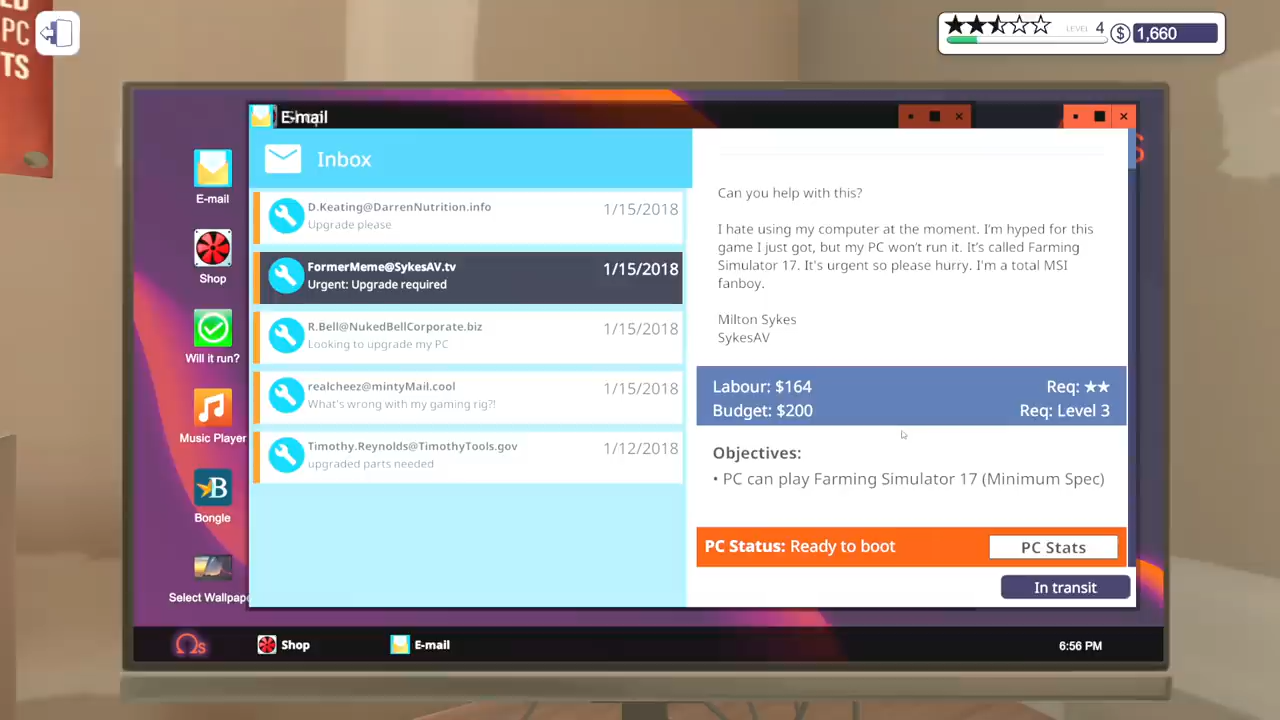 PC
TS
LEVEL 4
$ 1,660
E-mail
Inbox
D.Keating@DarrenNutrition.info
1/15/2018
Upgrade please
FormerMeme@SykesAV.tv
1/15/2018
Urgent: Upgrade required
R.Bell@NukedBellCorporate.biz
1/15/2018
Looking to upgrade my PC
realcheez@mintyMail.cool
1/15/2018
What's wrong with my gaming rig?!
Timothy.Reynolds@TimothyTools.gov
1/12/2018
upgraded parts needed
E-mail
Shop
Will it run?
Music Player
B
Bongle
Select Wallpape
Can you help with this?
I hate using my computer at the moment. I'm hyped for this
game I just got, but my PC won't run it. It's called Farming
Simulator 17. It's urgent so please hurry. I'm a total MSI
fanboy.
Milton Sykes
SykesAV
Labour: $164
Req: ★★
Budget: $200
Req: Level 3
Objectives:
• PC can play Farming Simulator 17 (Minimum Spec)
PC Status: Ready to boot
PC Stats
In transit
Ωs
Shop
E-mail
6:56 PM